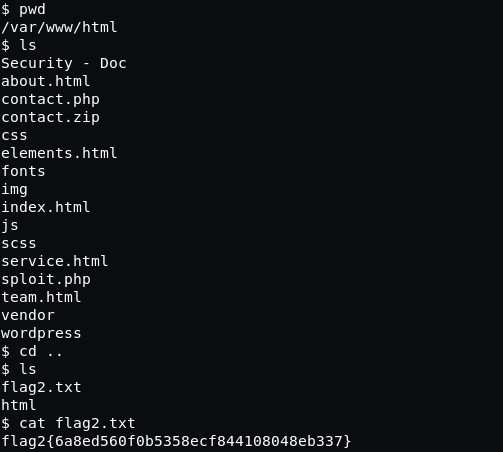 $ pwd
/var/www/html
$ ls
Security - Doc
about.html
contact.php
contact.zip
css
elements.html
fonts
img
index.html
js
scss
service.html
sploit.php
team.html
vendor
wordpress
$ cd ..
$ ls
flag2.txt
html
$ cat flag2.txt
flag2{6a8ed560f0b5358ecf844108048eb337}